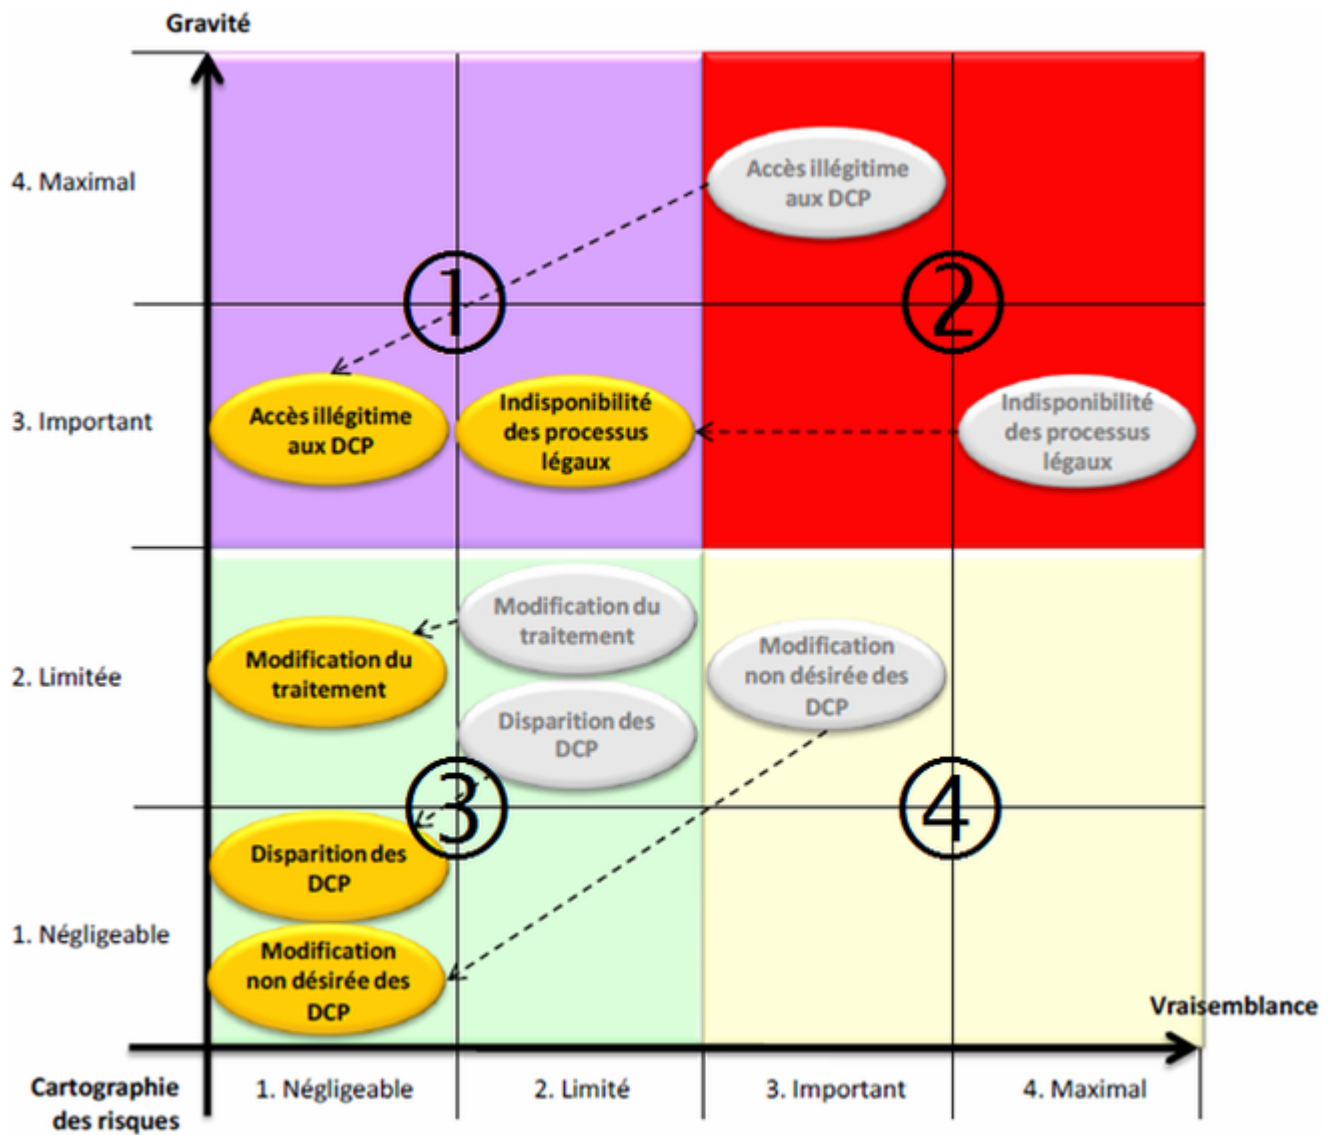 Gravité
4. Maximal
Accès illégitime
aux DCP
①
②
3. Important
Accès illégitime
aux DCP
Indisponibilité
des processus
légaux
Indisponibilité
des processus
légaux
2. Limitée
Modification du
traitement
Modification du
traitement
Modification
non désirée des
DCP
Disparition des
DCP
③
④
1. Négligeable
Disparition des
DCP
Modification
non désirée des
DCP
Vraisemblance
Cartographie
des risques
1. Négligeable
2. Limité
3. Important
4. Maximal